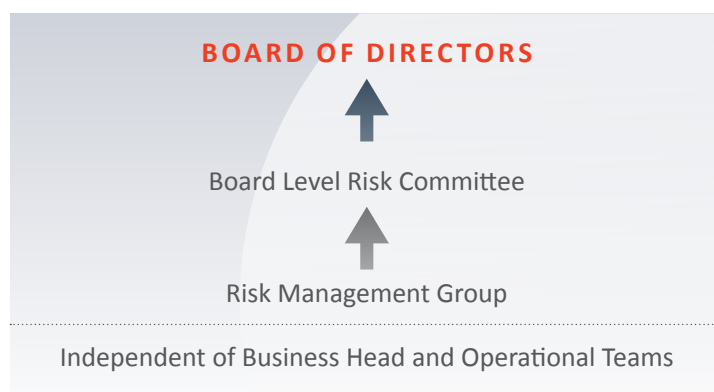 BOARD OF DIRECTORS
Board Level Risk Committee
Risk Management Group
Independent of Business Head and Operational Teams